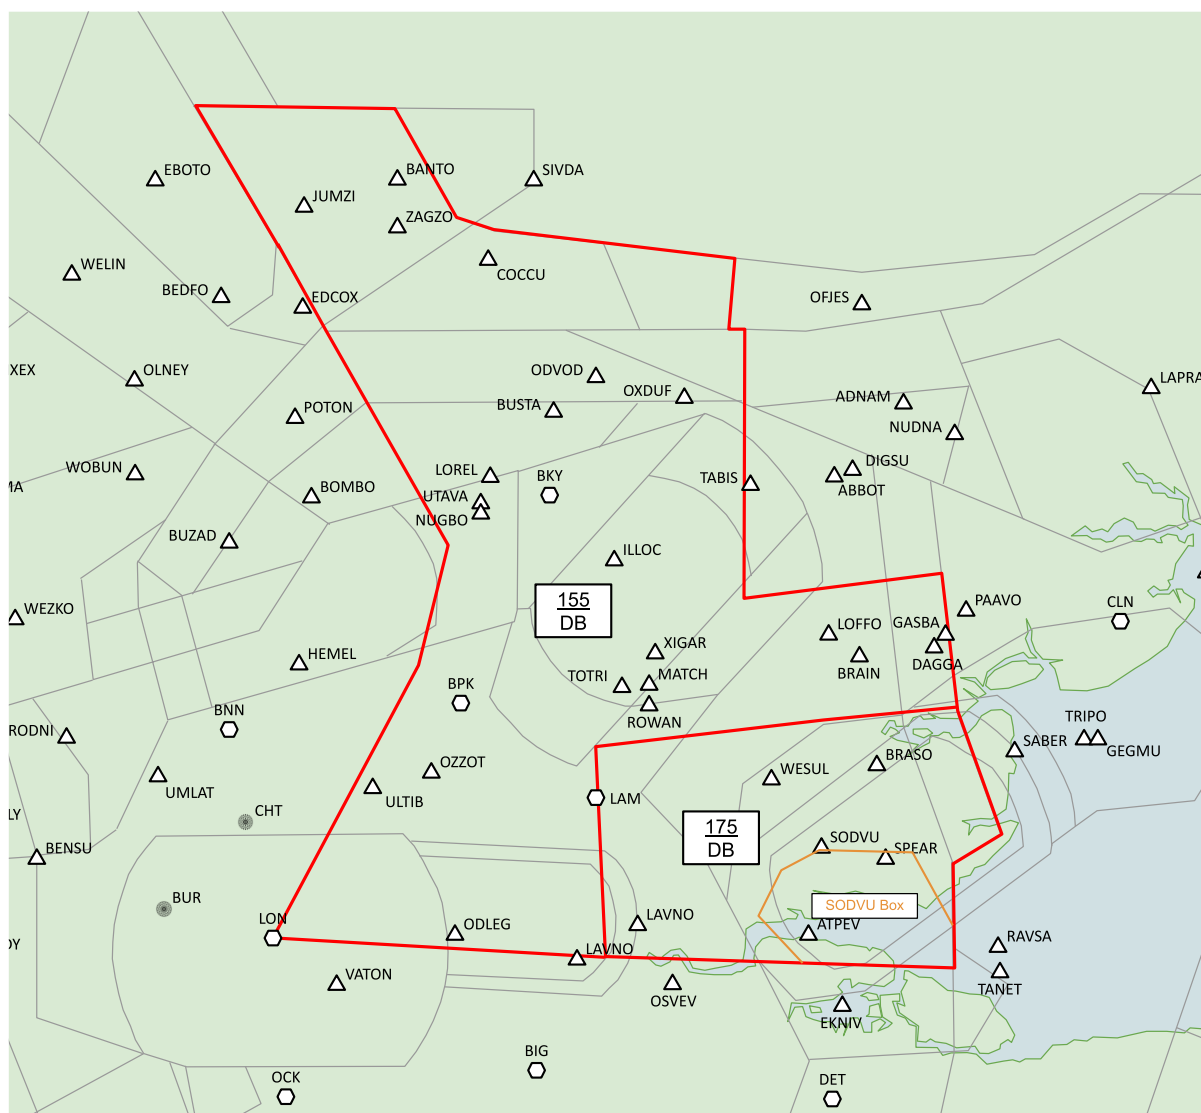 EBOTO
BANTO
SIVDA
JUMZI
ZAGZO
WELIN
COCCU
BEDFO
EDCOX
OFJES
XEX
OLNEY
ODVOD
OXDUF
LAPRA
ADNAM
BUSTA
POTON
NUDNA
WOBUN
LOREL
BKY
TABIS
DIGSU
ABBOT
MA
BOMBO
UTAVA
NUGBO
BUZAD
ILLOC
155
DB
WEZKO
PAAVO
CLN
LOFFO
GASBA
HEMEL
XIGAR
DAGGA
BRAIN
TOTRI
MATCH
BPK
BNN
ROWAN
RODNI
TRIPO
SABER
GEGMU
UMLAT
OZZOT
WESUL
BRASO
ULTIB
LAM
CHT
LY
175
DB
BENSU
SODVU
SPEAR
BUR
SODVU Box
LON
ODLEG
LAVNO
ATPEV
DY
LAVNO
RAVSA
VATON
OSVEV
TANET
EKNIV
BIG
OCK
DET